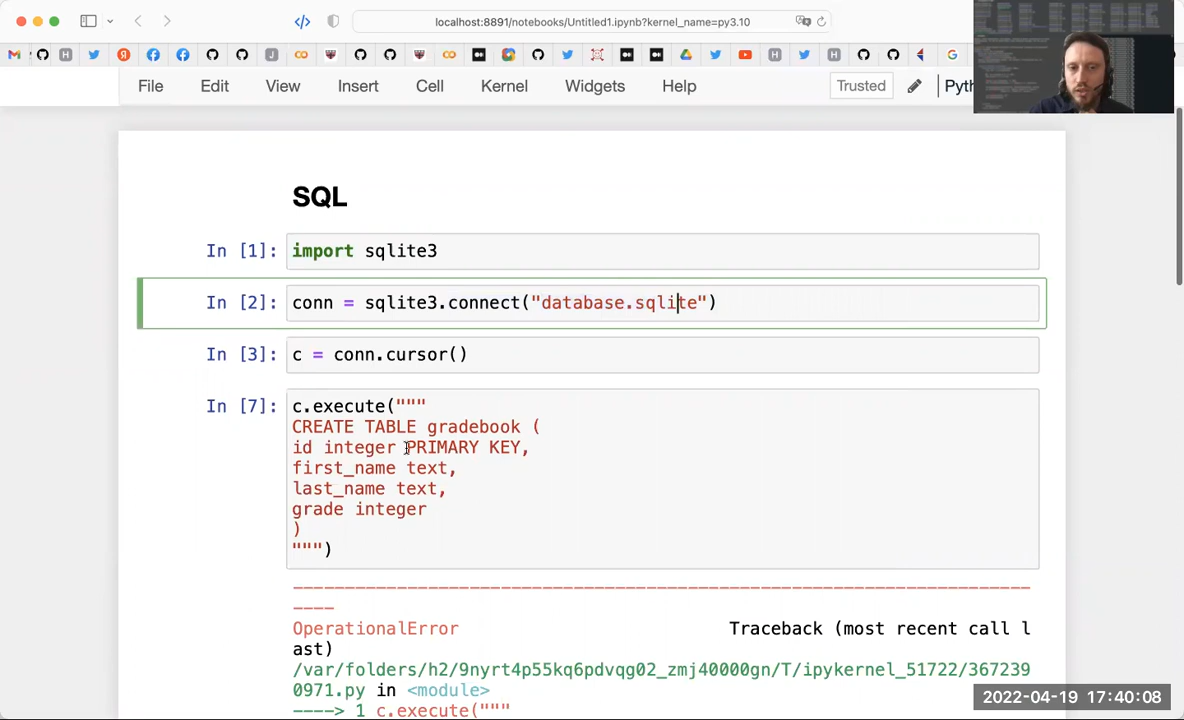 localhost:8891/notebooks/Untitled1.ipynb?kernel_name=py3.10
File Edit View Insert Cell Kernel Widgets Help Trusted
SQL
In [1]: import sqlite3
In [2]: conn = sqlite3.connect("database.sqlite")
In [3]: c = conn.cursor()
In [7]: c.execute("""
CREATE TABLE gradebook (
id integer PRIMARY KEY,
first_name text,
last_name text,
grade integer
)
""")
----------------------------------------------------------------------
----
OperationalError Traceback (most recent call l
ast)
/var/folders/h2/9nyrt4p55kq6pdvqg02_zmj40000gn/T/ipykernel_51722/367239
0971.py in <module>
----> 1 c.execute("""
2022-04-19 17:40:08